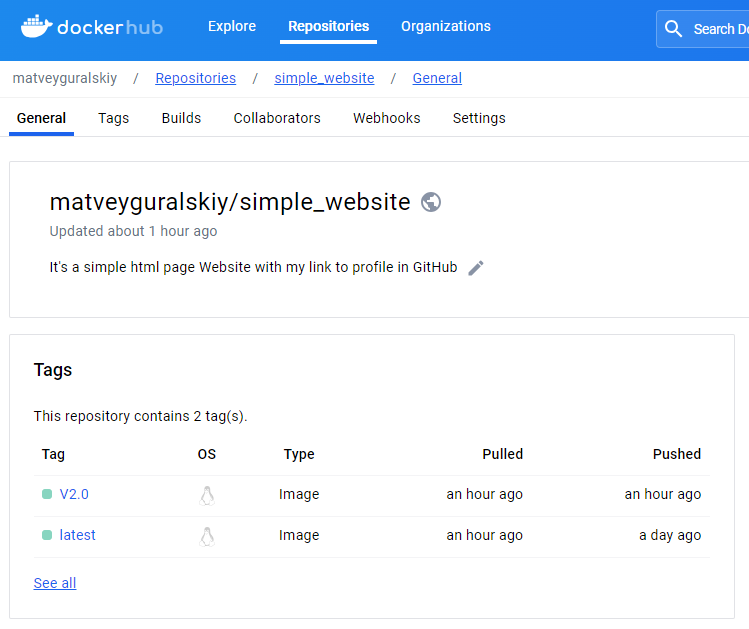 dockerhub Explore Repositories Organizations Search Do
matveyguralskiy / Repositories / simple_website / General
General Tags Builds Collaborators Webhooks Settings
matveyguralskiy/simple_website
Updated about 1 hour ago
It's a simple html page Website with my link to profile in GitHub
Tags
This repository contains 2 tag(s).
Tag OS Type Pulled Pushed
V2.0 Image an hour ago an hour ago
latest Image an hour ago a day ago
See all